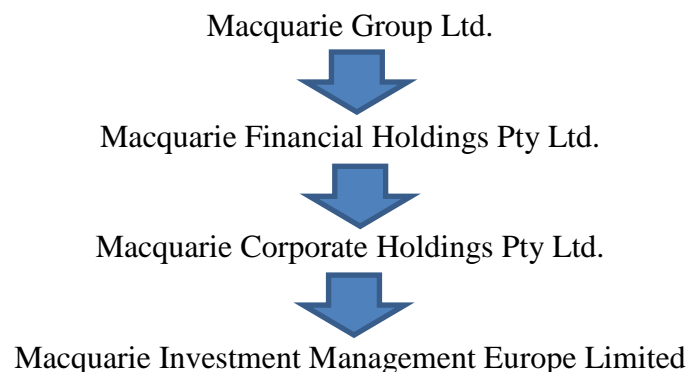 Macquarie Group Ltd.
Macquarie Financial Holdings Pty Ltd.
Macquarie Corporate Holdings Pty Ltd.
Macquarie Investment Management Europe Limited